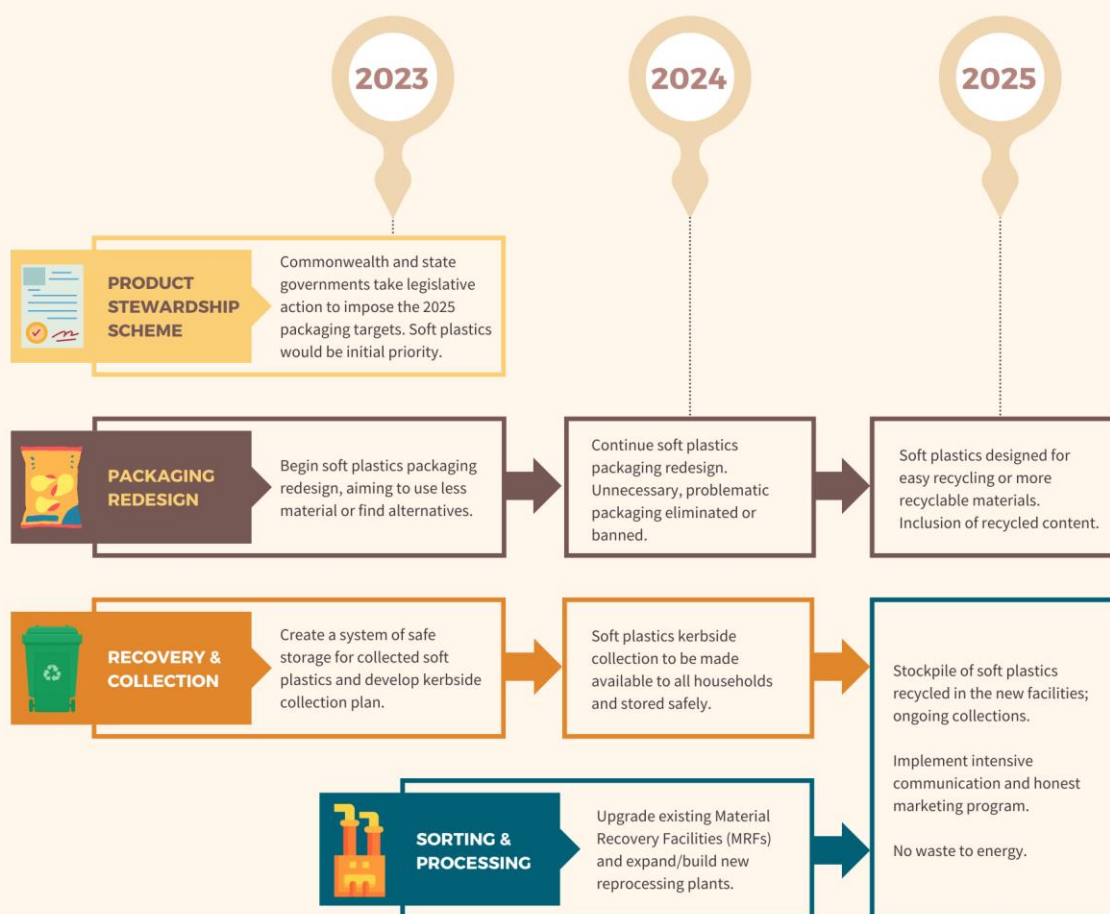 2023
2024
2025
PRODUCT
STEWARDSHIP
SCHEME
Commonwealth and state
governments take legislative
action to impose the 2025
packaging targets. Soft plastics
would be initial priority.
PACKAGING
REDESIGN
Begin soft plastics packaging
redesign, aiming to use less
material or find alternatives.
Continue soft plastics
packaging redesign.
Unnecessary, problematic
packaging eliminated or
banned.
Soft plastics designed for
easy recycling or more
recyclable materials.
Inclusion of recycled content.
RECOVERY &
COLLECTION
Create a system of safe
storage for collected soft
plastics and develop kerbside
collection plan.
Soft plastics kerbside
collection to be made
available to all households
and stored safely.
Stockpile of soft plastics
recycled in the new facilities;
ongoing collections.
Implement intensive
communication and honest
marketing program.
No waste to energy.
SORTING &
PROCESSING
Upgrade existing Material
Recovery Facilities (MRFs)
and expand/build new
reprocessing plants.